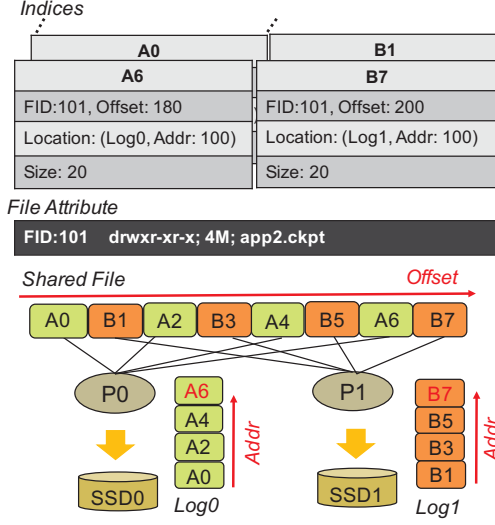 Indices
A0 B1
A6 B7
FID:101, Offset: 180 FID:101, Offset: 200
Location: (Log0, Addr: 100) Location: (Log1, Addr: 100)
Size: 20 Size: 20
File Attribute
FID:101 drwxr-xr-x; 4M; app2.ckpt
Shared File Offset
A0 B1 A2 B3 A4 B5 A6 B7
P0 P1
A6 B7
A4 B5
A2 B3
A0 B1
Addr Addr
SSD0 SSD1
Log0 Log1